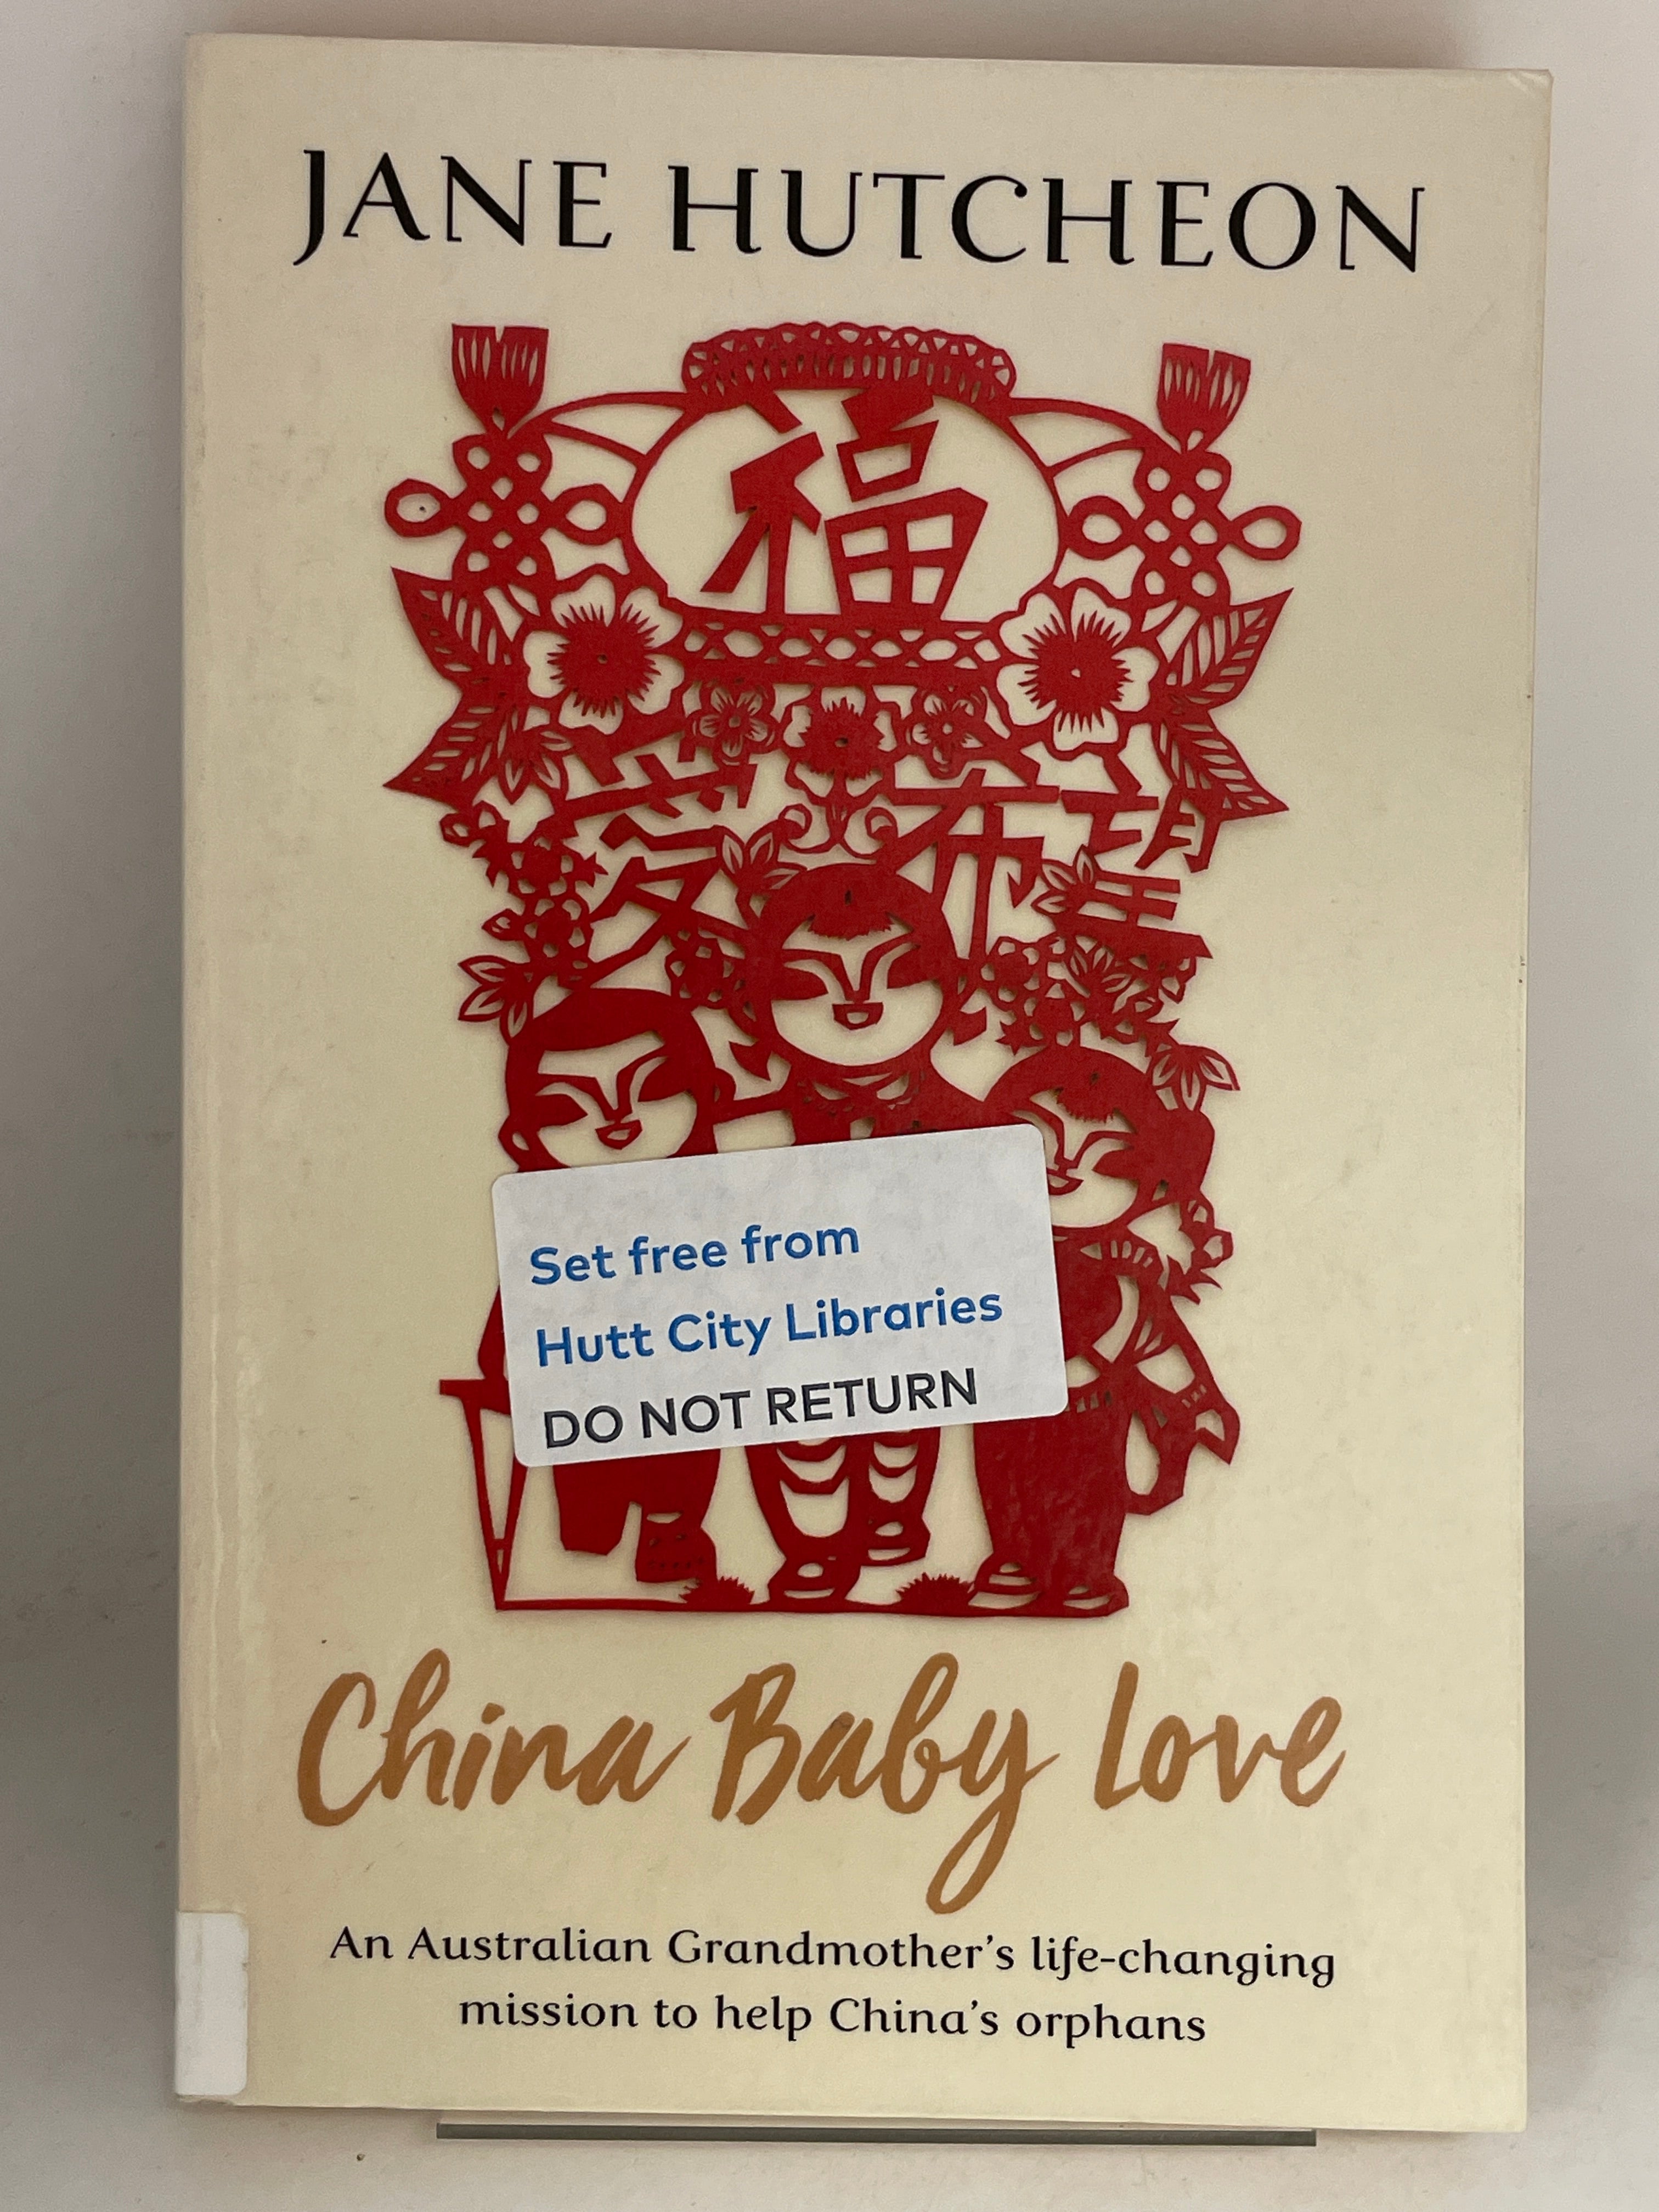 JANE HUTCHEON
福
Set free from
Hutt City Libraries
DO NOT RETURN
China Baby Love
An Australian Grandmother's life-changing
mission to help China's orphans